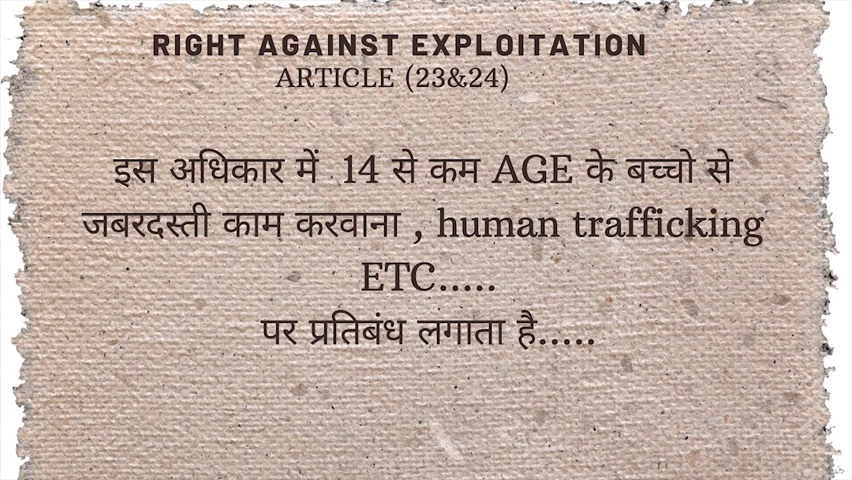 RIGHT AGAINST EXPLOITATION
ARTICLE (23&24)
इस अधिकार में 14 से कम AGE के बच्चो से
जबरदस्ती काम करवाना , human trafficking
ETC.....
पर प्रतिबंध लगाता है.....